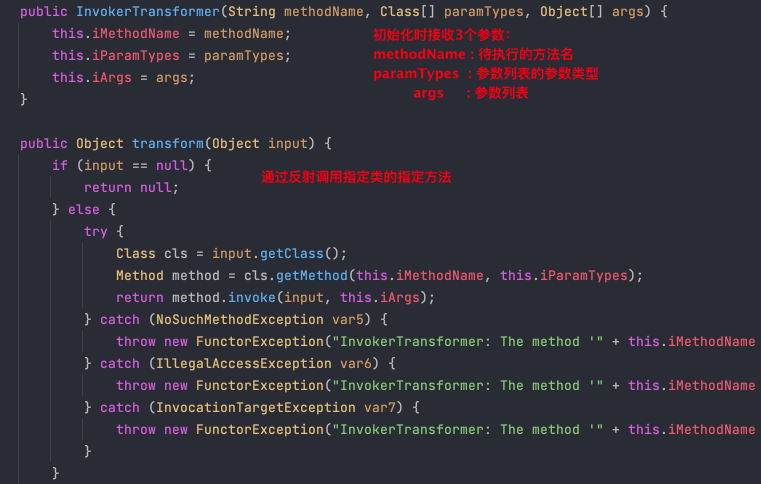 public InvokerTransformer(String methodName, Class[] paramTypes, Object[] args) {
this.iMethodName = methodName;
初始化时接收3个参数：
this.iParamTypes = paramTypes;
methodName：待执行的方法名
this.iArgs = args;
paramTypes ：参数列表的参数类型
}
args ：参数列表
public Object transform(Object input) {
if (input == null) {
return null;
通过反射调用指定类的指定方法
} else {
try {
Class cls = input.getClass();
Method method = cls.getMethod(this.iMethodName, this.iParamTypes);
return method.invoke(input, this.iArgs);
} catch (NoSuchMethodException var5) {
throw new FunctorException("InvokerTransformer: The method '" + this.iMethodName
} catch (IllegalAccessException var6) {
throw new FunctorException("InvokerTransformer: The method '" + this.iMethodName
} catch (InvocationTargetException var7) {
throw new FunctorException("InvokerTransformer: The method '" + this.iMethodName
}
}